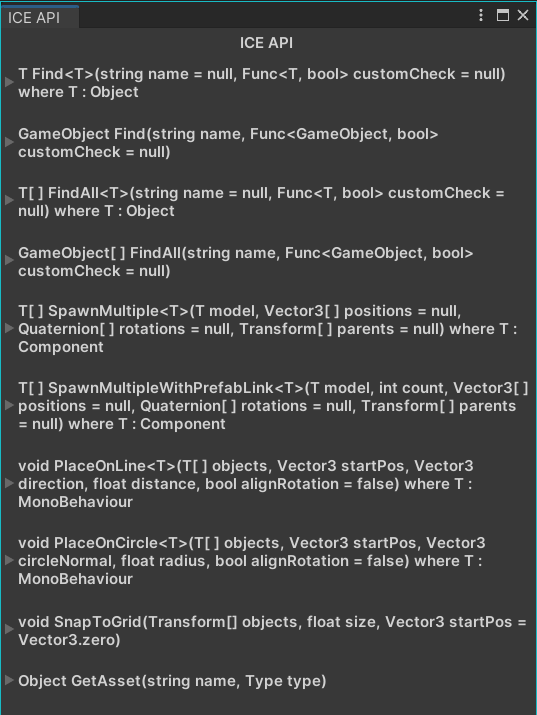 ICE API
ICE API
T Find<T>(string name = null, Func<T, bool> customCheck = null)
where T : Object
GameObject Find(string name, Func<GameObject, bool>
customCheck = null)
T[ ] FindAll<T>(string name = null, Func<T, bool> customCheck =
null) where T : Object
GameObject[ ] FindAll(string name, Func<GameObject, bool>
customCheck = null)
T[ ] SpawnMultiple<T>(T model, Vector3[ ] positions = null,
Quaternion[ ] rotations = null, Transform[ ] parents = null) where T :
Component
T[ ] SpawnMultipleWithPrefabLink<T>(T model, int count, Vector3[ ]
positions = null, Quaternion[ ] rotations = null, Transform[ ] parents
= null) where T : Component
void PlaceOnLine<T>(T[ ] objects, Vector3 startPos, Vector3
direction, float distance, bool alignRotation = false) where T :
MonoBehaviour
void PlaceOnCircle<T>(T[ ] objects, Vector3 startPos, Vector3
circleNormal, float radius, bool alignRotation = false) where T :
MonoBehaviour
void SnapToGrid(Transform[] objects, float size, Vector3 startPos =
Vector3.zero)
Object GetAsset(string name, Type type)